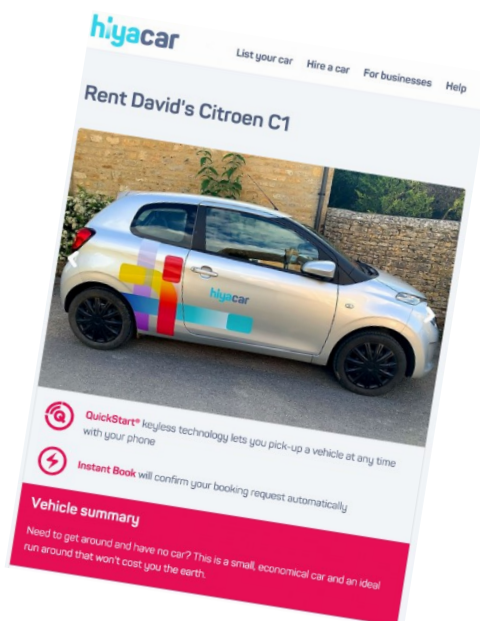 hiyacar
List your car Hire a car For businesses Help
Rent David's Citroen C1
hiyacar
QuickStart® keyless technology lets you pick-up a vehicle at any time
with your phone
Instant Book will confirm your booking request automatically
Vehicle summary
Need to get around and have no car? This is a small, economical car and an ideal
run around that won't cost you the earth.